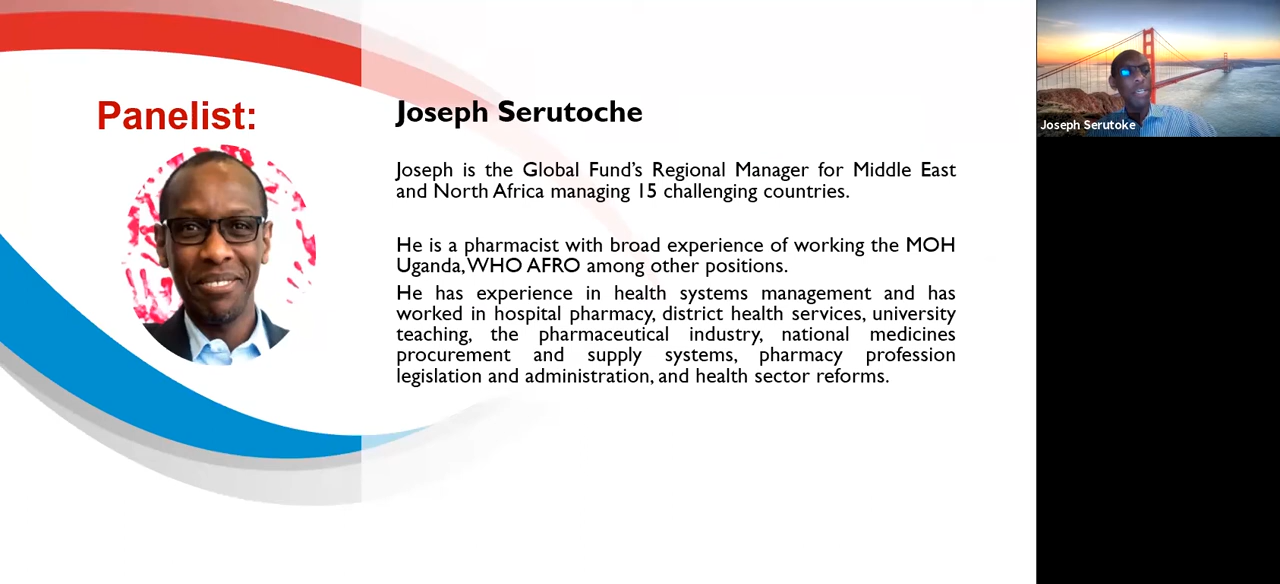 Panelist:
Joseph Serutoche
Joseph is the Global Fund's Regional Manager for Middle East
and North Africa managing 15 challenging countries.
He is a pharmacist with broad experience of working the MOH
Uganda, WHO AFRO among other positions.
He has experience in health systems management and has
worked in hospital pharmacy, district health services, university
teaching, the pharmaceutical industry, national medicines
procurement and supply systems, pharmacy profession
legislation and administration, and health sector reforms.
Joseph Serutoke